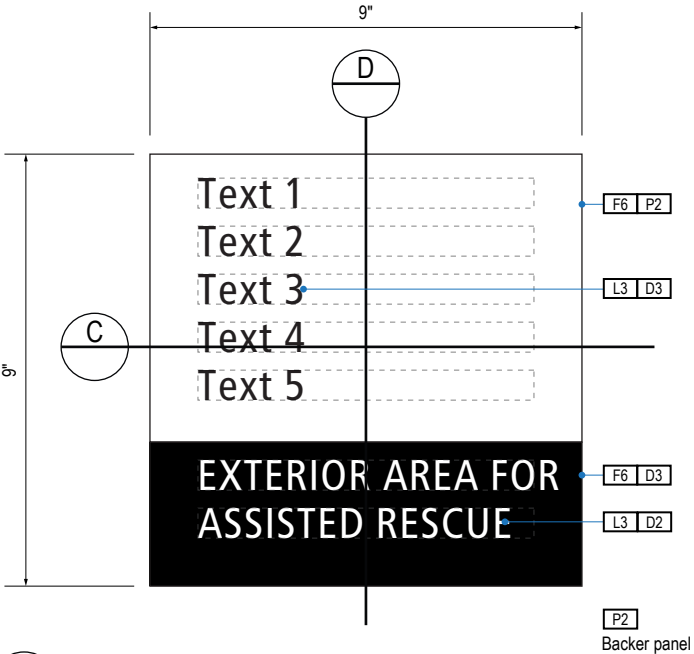 9"
D
Text 1
F6 P2
Text 2
Text 3
L3 D3
C
Text 4
9"
Text 5
EXTERIOR AREA FOR
F6 D3
ASSISTED RESCUE
L3 D2
P2
Backer panel